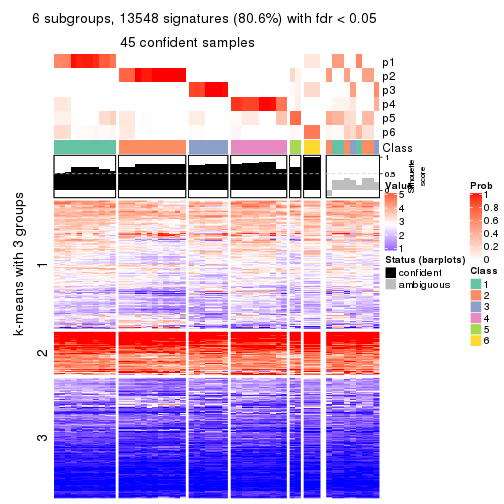 6 subgroups, 13548 signatures (80.6%) with fdr < 0.05
45 confident samples
p1
p2
p3
p4
p5
p6
Class
1
0.5
0
Silhouette
score
k-means with 3 groups
1
2
3
Value
5
4
3
2
1
Status (barplots)
confident
ambiguous
Prob
1
0.8
0.6
0.4
0.2
0
Class
1
2
3
4
5
6